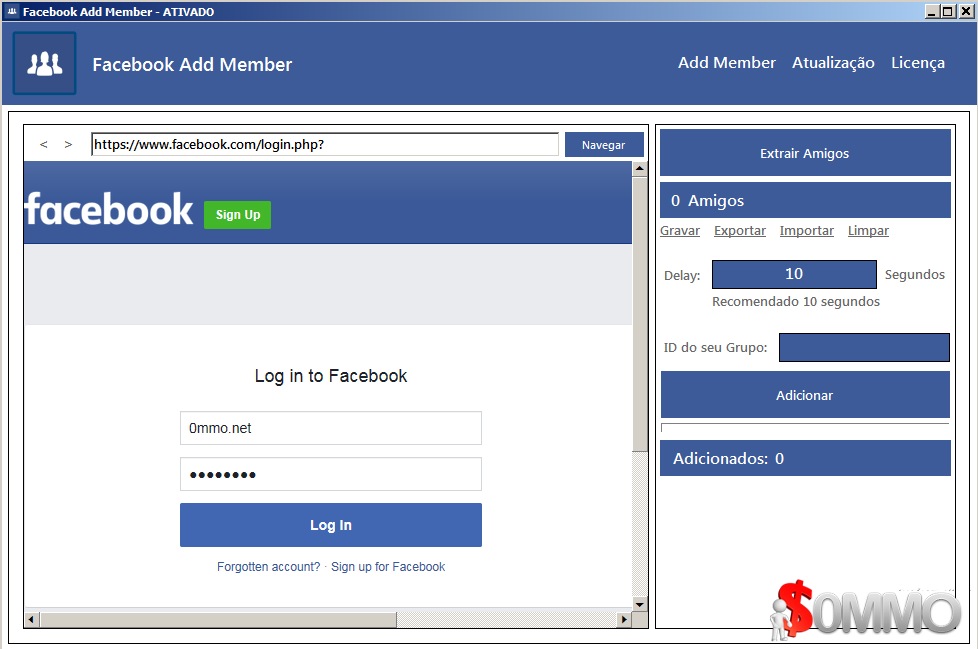 Facebook Add Member - ATIVADO
Facebook Add Member
Add Member Atualização Licença
< > https://www.facebook.com/login.php? Navegar
facebook Sign Up
Log in to Facebook
0mmo.net
••••••••
Log In
Forgotten account? · Sign up for Facebook
Extrair Amigos
0 Amigos
Gravar Exportar Importar Limpar
Delay: 10 Segundos
Recomendado 10 segundos
ID do seu Grupo:
Adicionar
Adicionados: 0
$0MMO